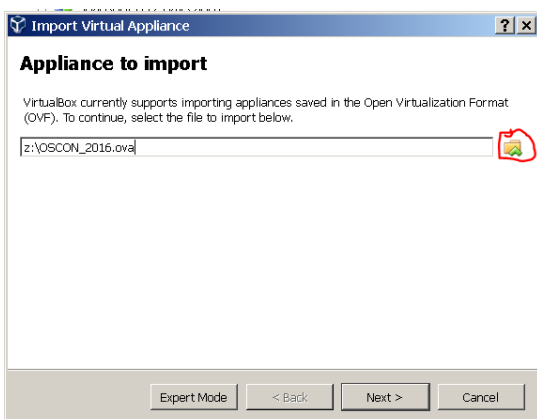 Import Virtual Appliance
Appliance to import
VirtualBox currently supports importing appliances saved in the Open Virtualization Format
(OVF). To continue, select the file to import below.
z:\OSCON_2016.ova
Expert Mode
< Back
Next >
Cancel